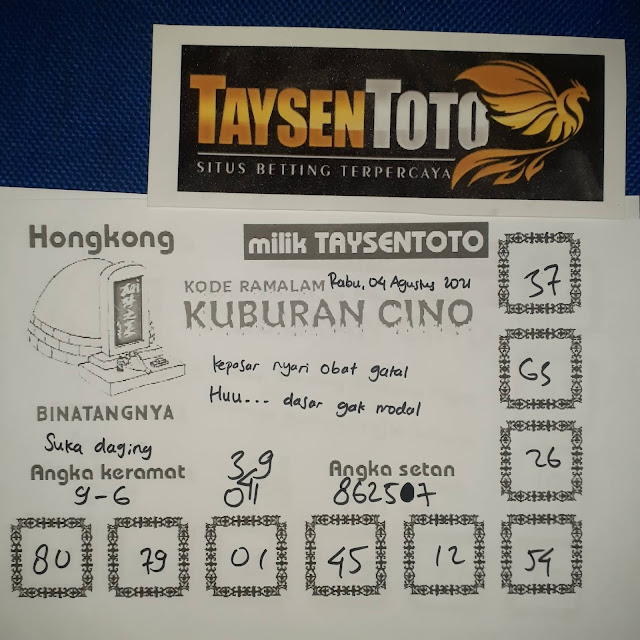 TAYSENTOTO
SITUS BETTING TERPERCAYA
Hongkong
milik TAYSENTOTO
KODE RAMALAM Rabu, 04 Agustus 2021
KUBURAN CINO
kepasar nyari obat gatal
Huu... dasar gak modal
BINATANGNYA
Suka daging
Angka keramat
9-6
3,9
011
Angka setan
862507
37
65
26
80 79 01 45 12 54